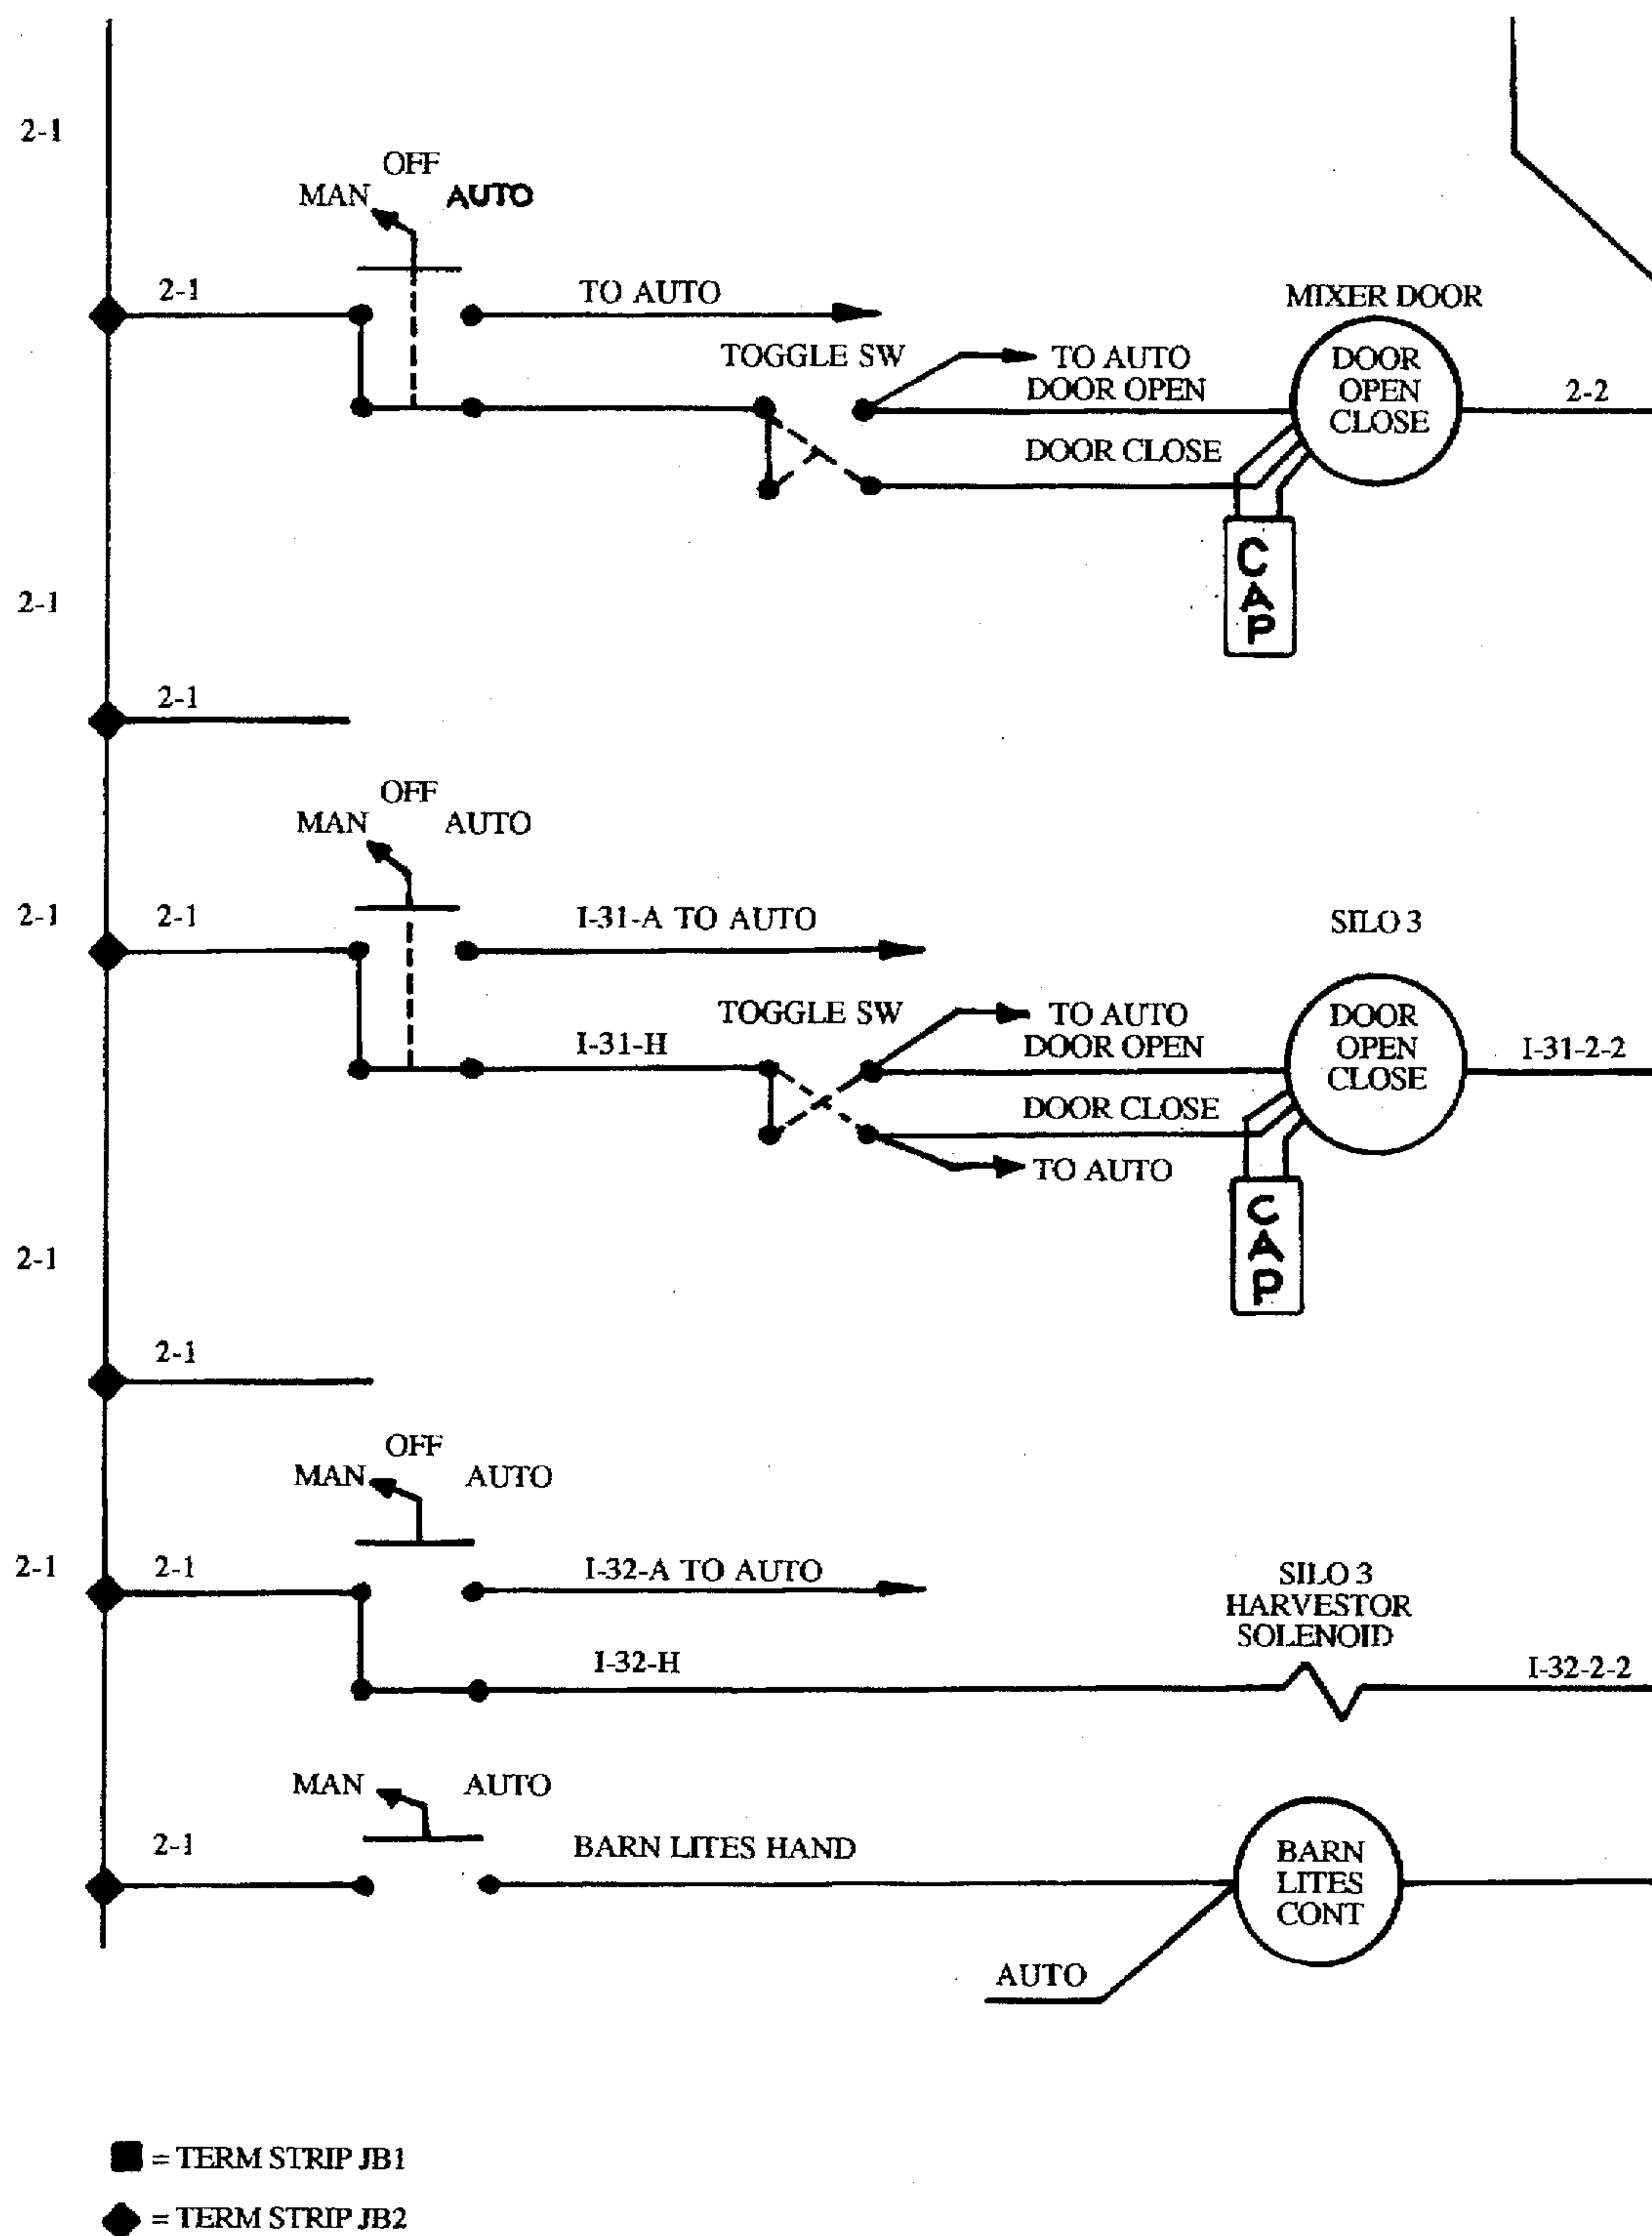 2-1
OFF
MAN AUTO
2-1
TO AUTO
MIXER DOOR
TOGGLE SW
TO AUTO
DOOR OPEN
DOOR
OPEN
CLOSE
2-2
DOOR CLOSE
CAP
2-1
2-1
OFF
MAN AUTO
2-1
2-1
I-31-A TO AUTO
SILO 3
TOGGLE SW
TO AUTO
DOOR OPEN
DOOR
OPEN
CLOSE
I-31-H
I-31-2-2
DOOR CLOSE
TO AUTO
CAP
2-1
2-1
OFF
MAN AUTO
2-1
2-1
I-32-A TO AUTO
SILO 3
HARVESTOR
SOLENOID
I-32-H
I-32-2-2
MAN AUTO
2-1
BARN LITES HAND
BARN
LITES
CONT
AUTO
= TERM STRIP JB1
= TERM STRIP JB2